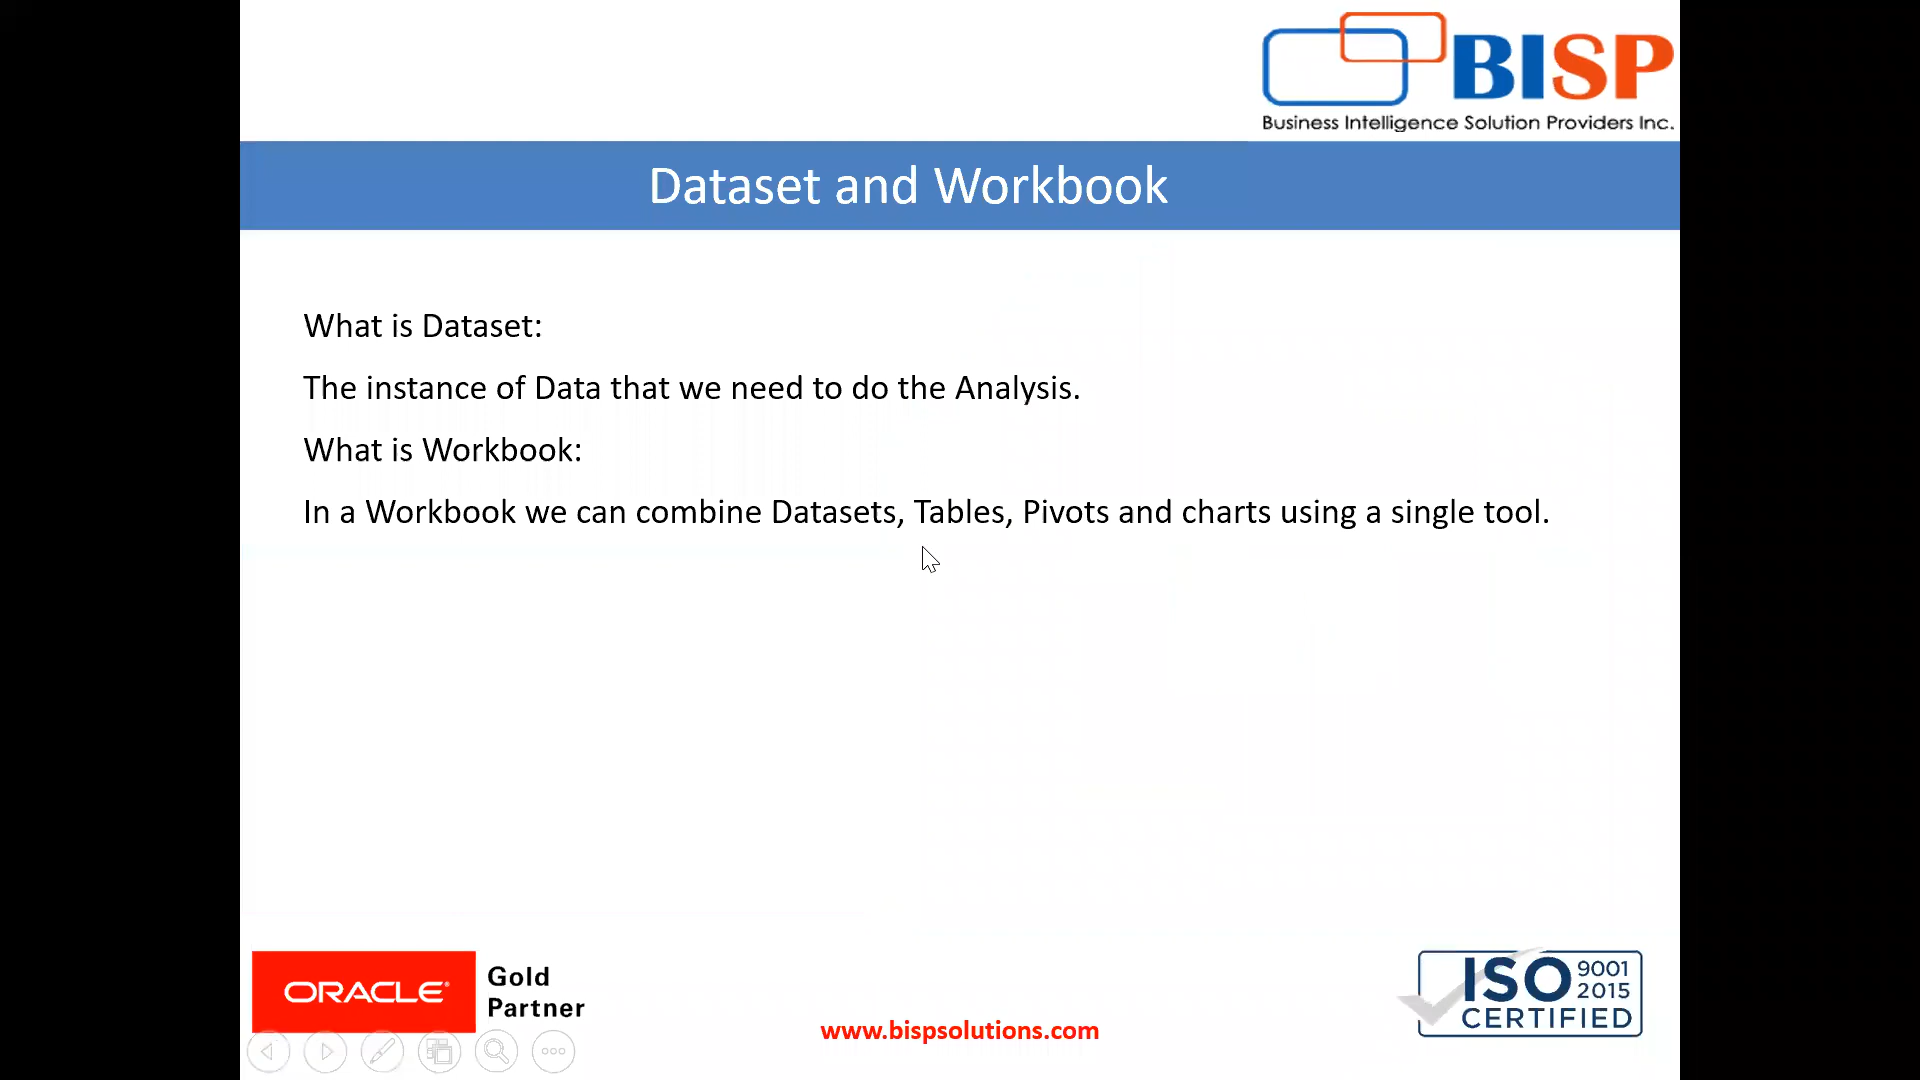 BISP
Business Intelligence Solution Providers Inc.
Dataset and Workbook
What is Dataset:
The instance of Data that we need to do the Analysis.
What is Workbook:
In a Workbook we can combine Datasets, Tables, Pivots and charts using a single tool.
ORACLE®
Gold
Partner
www.bispsolutions.com
ISO 9001
2015
CERTIFIED